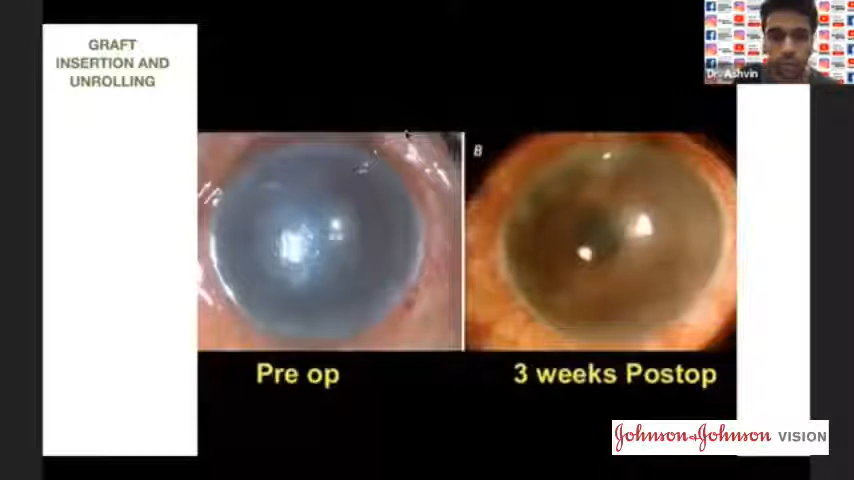 GRAFT
INSERTION AND
UNROLLING
Dr. Ashvin
B
Pre op
3 weeks Postop
Johnson & Johnson VISION